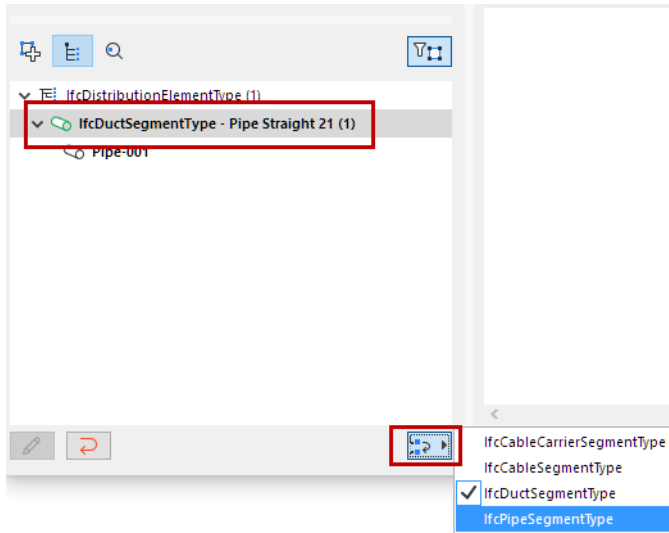 IfcDistributionElementType (1)
IfcDuctSegmentType - Pipe Straight 21 (1)
Pipe-001
IfcCableCarrierSegmentType
IfcCableSegmentType
IfcDuctSegmentType
IfcPipeSegmentType